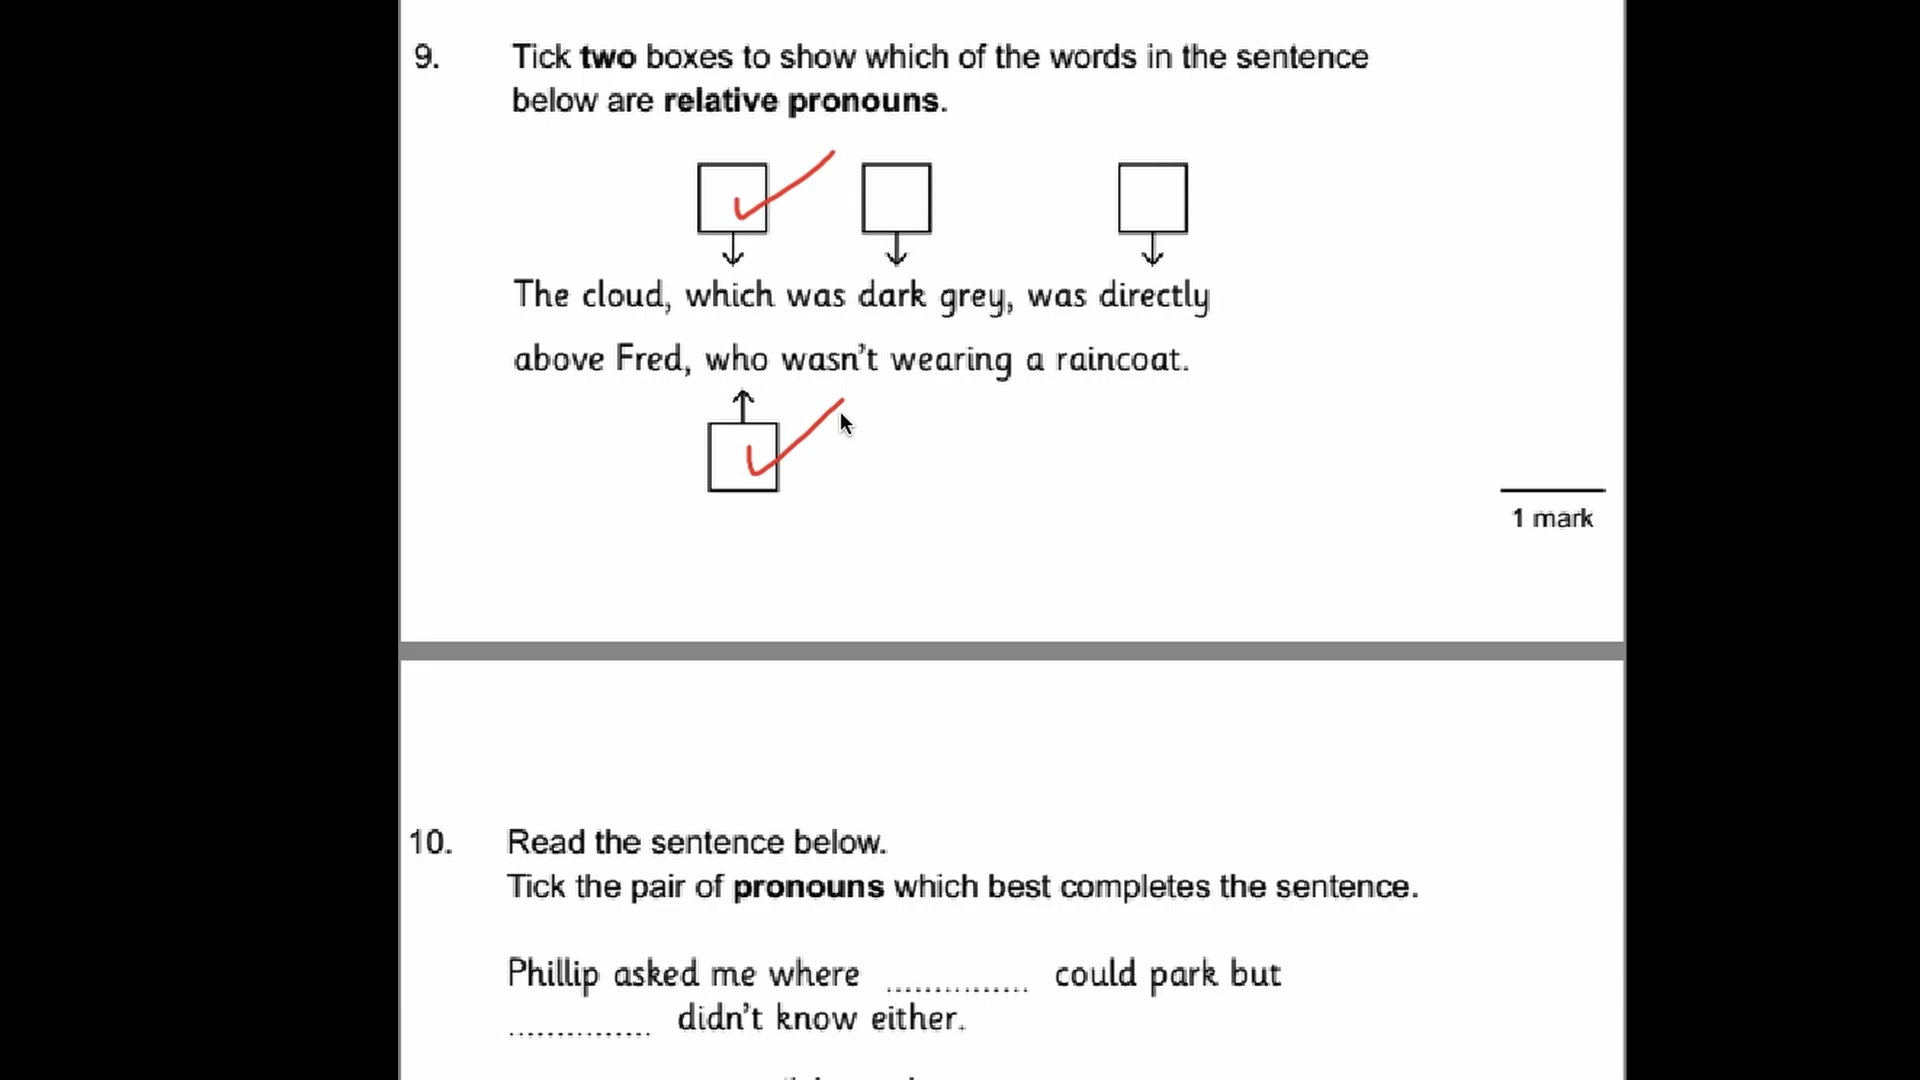 9. Tick two boxes to show which of the words in the sentence
below are relative pronouns.
The cloud, which was dark grey, was directly
above Fred, who wasn't wearing a raincoat.
1 mark
10. Read the sentence below.
Tick the pair of pronouns which best completes the sentence.
Phillip asked me where ............... could park but
............... didn't know either.